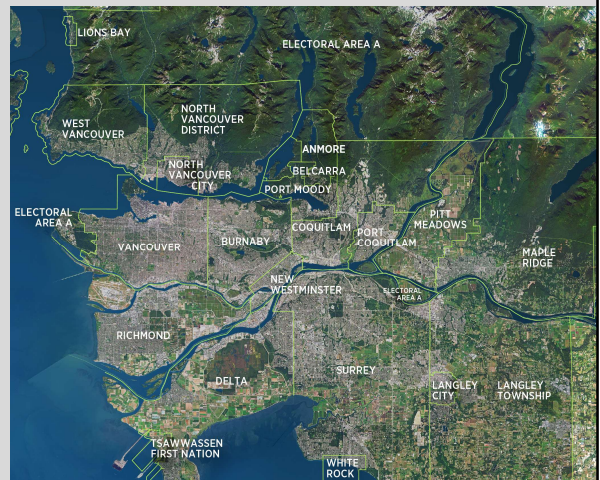 LIONS BAY
ELECTORAL AREA A
WEST
VANCOUVER
NORTH
VANCOUVER
DISTRICT
ANMORE
NORTH
VANCOUVER
CITY
BELCARRA
PORT MOODY
ELECTORAL
AREA A
VANCOUVER
BURNABY
COQUITLAM
PORT
COQUITLAM
PITT
MEADOWS
MAPLE
RIDGE
NEW
WESTMINSTER
ELECTORAL
AREA A
RICHMOND
DELTA
SURREY
LANGLEY
CITY
LANGLEY
TOWNSHIP
TSAWWASSEN
FIRST NATION
WHITE
ROCK